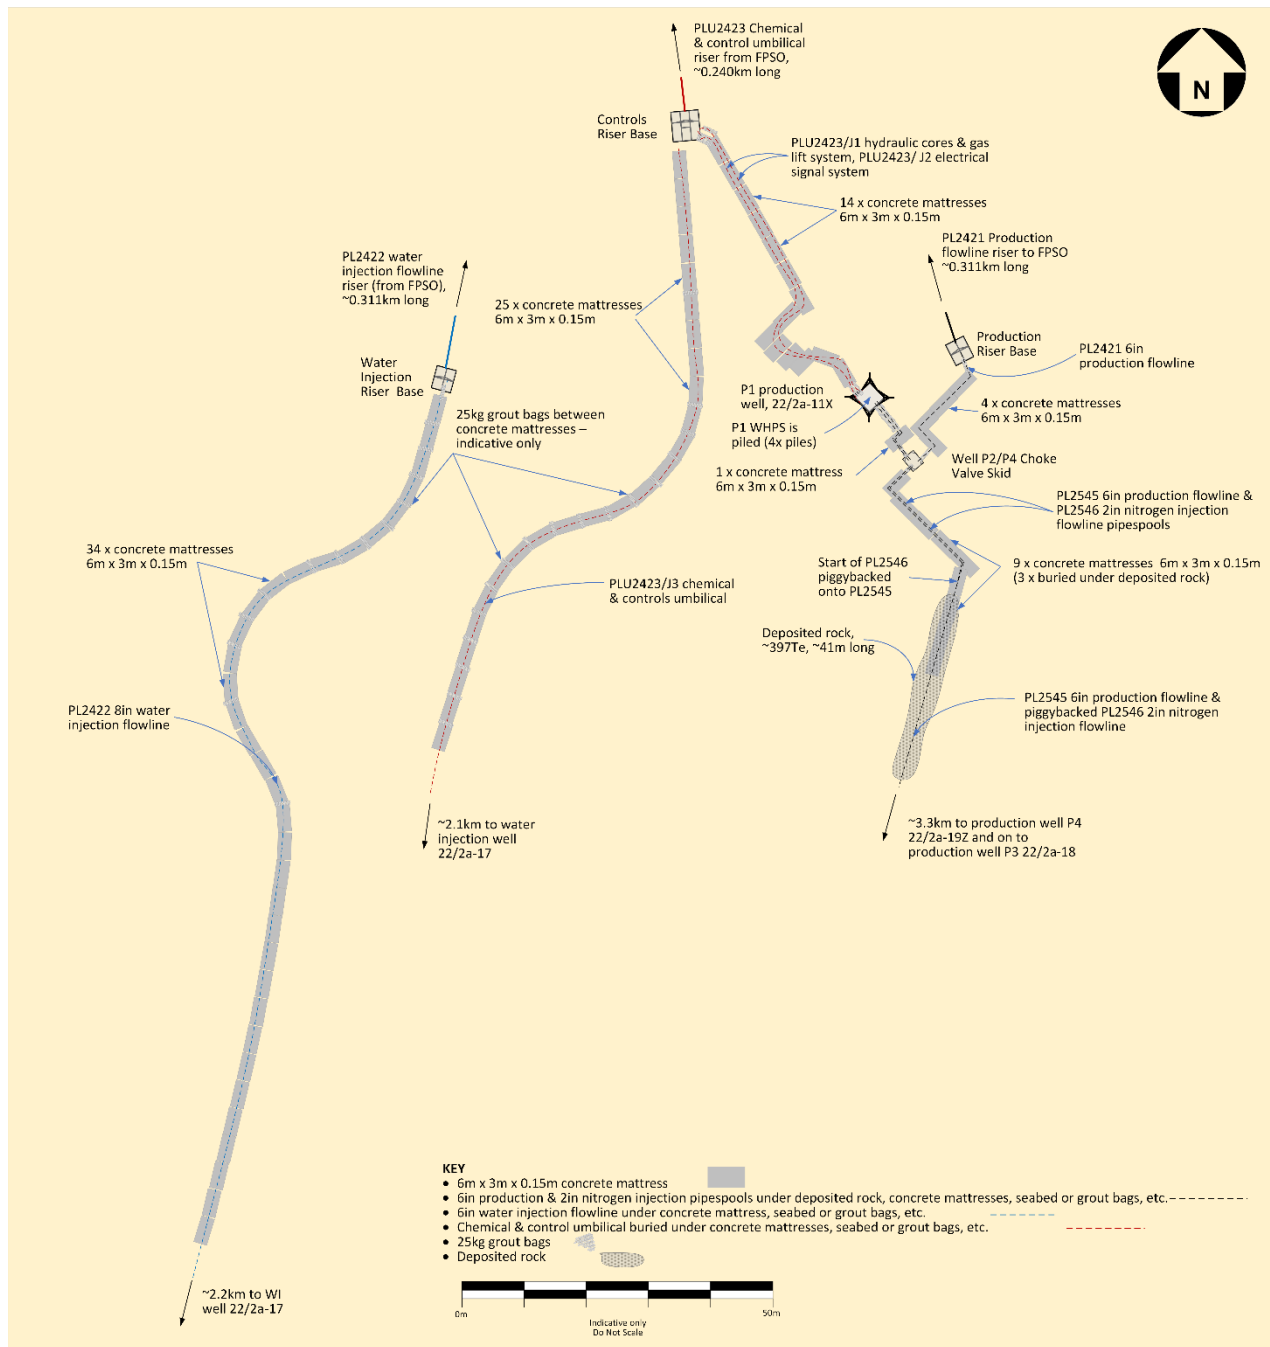 PLU2423 Chemical
& control umbilical
riser from FPSO,
~0.240km long
N
Controls
Riser Base
PLU2423/J1 hydraulic cores & gas
lift system, PLU2423/ J2 electrical
signal system
14 x concrete mattresses
6m x 3m x 0.15m
PL2421 Production
flowline riser to FPSO
~0.311km long
PL2422 water
injection flowline
riser (from FPSO),
~0.311km long
25 x concrete mattresses
6m x 3m x 0.15m
Production
Riser Base
PL2421 6in
production flowline
Water
Injection
Riser Base
P1 production
well, 22/2a-11X
4 x concrete mattresses
6m x 3m x 0.15m
25kg grout bags between
concrete mattresses –
indicative only
P1 WHPS is
piled (4x piles)
Well P2/P4 Choke
Valve Skid
1 x concrete mattress
6m x 3m x 0.15m
PL2545 6in production flowline &
PL2546 2in nitrogen injection
flowline pipespools
34 x concrete mattresses
6m x 3m x 0.15m
Start of PL2546
piggybacked
onto PL2545
9 x concrete mattresses 6m x 3m x 0.15m
(3 x buried under deposited rock)
PLU2423/J3 chemical
& controls umbilical
Deposited rock,
~397Te, ~41m long
PL2545 6in production flowline &
piggybacked PL2546 2in nitrogen
injection flowline
PL2422 8in water
injection flowline
~2.1km to water
injection well
22/2a-17
~3.3km to production well P4
22/2a-19Z and on to
production well P3 22/2a-18
KEY
• 6m x 3m x 0.15m concrete mattress
• 6in production & 2in nitrogen injection pipespools under deposited rock, concrete mattresses, seabed or grout bags, etc.
• 6in water injection flowline under concrete mattress, seabed or grout bags, etc.
• Chemical & control umbilical buried under concrete mattresses, seabed or grout bags, etc.
• 25kg grout bags
• Deposited rock
0m
50m
Indicative only
Do Not Scale
~2.2km to WI
well 22/2a-17